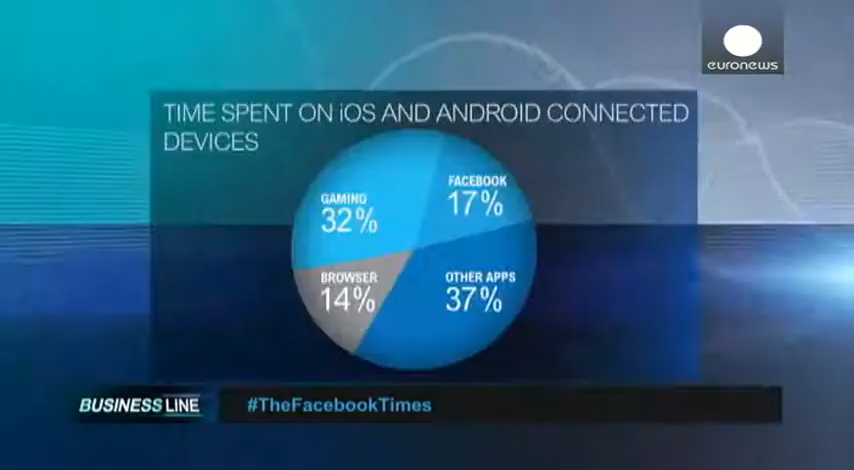 euronews
TIME SPENT ON iOS AND ANDROID CONNECTED
DEVICES
GAMING
32%
FACEBOOK
17%
BROWSER
14%
OTHER APPS
37%
BUSINESS LINE
#TheFacebookTimes